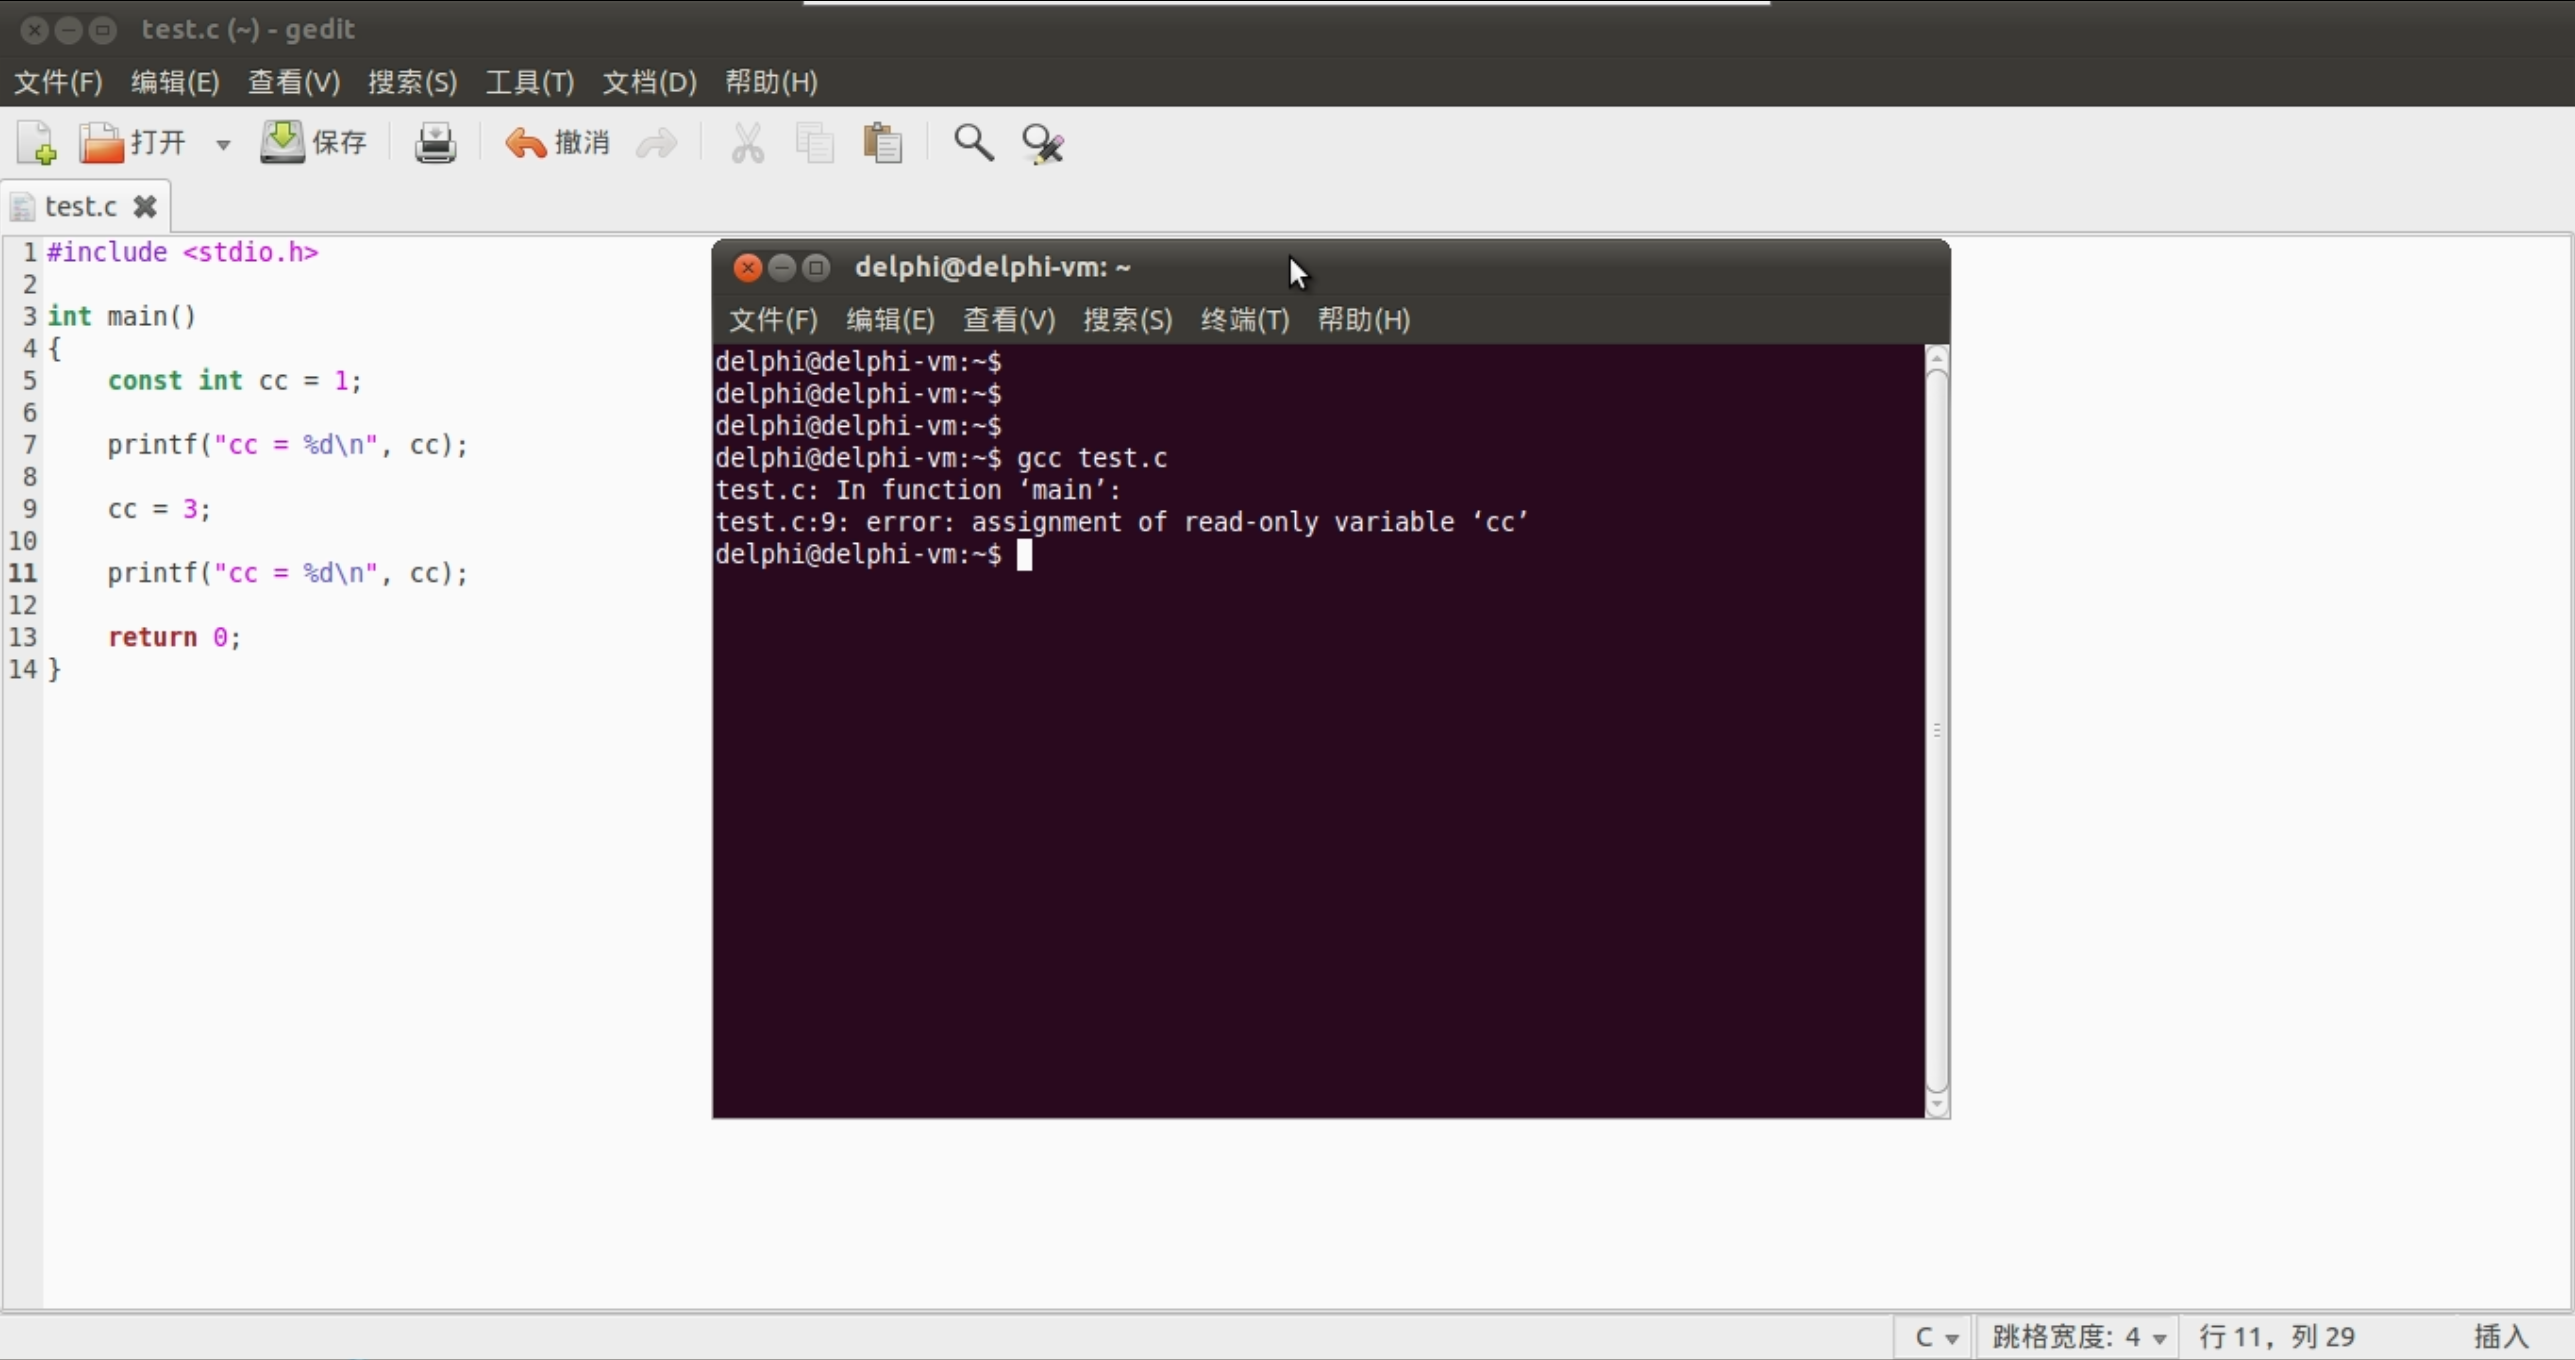 test.c (~) - gedit
文件(F) 编辑(E) 查看(V) 搜索(S) 工具(T) 文档(D) 帮助(H)
打开 保存 撤消
test.c
1 #include <stdio.h>
2
3 int main()
4 {
5     const int cc = 1;
6
7     printf("cc = %d\n", cc);
8
9     cc = 3;
10
11     printf("cc = %d\n", cc);
12
13     return 0;
14 }
delphi@delphi-vm: ~
文件(F) 编辑(E) 查看(V) 搜索(S) 终端(T) 帮助(H)
delphi@delphi-vm:~$
delphi@delphi-vm:~$
delphi@delphi-vm:~$
delphi@delphi-vm:~$ gcc test.c
test.c: In function ‘main’:
test.c:9: error: assignment of read-only variable ‘cc’
delphi@delphi-vm:~$
C 跳格宽度: 4 行 11，列 29 插入